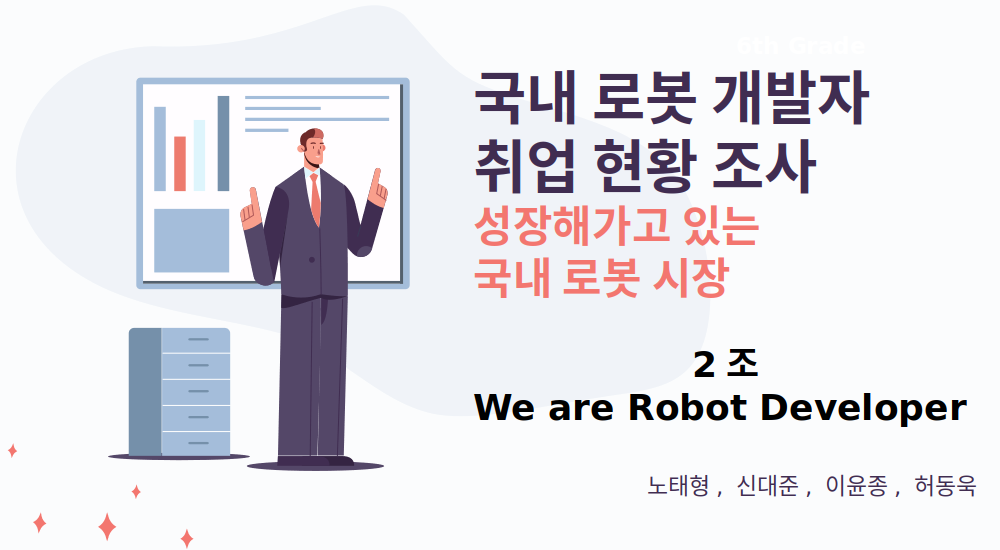 6th Grade
국내 로봇 개발자
취업 현황 조사
성장해가고 있는
국내 로봇 시장
2 조
We are Robot Developer
노태형 , 신대준 , 이윤종 , 허동욱